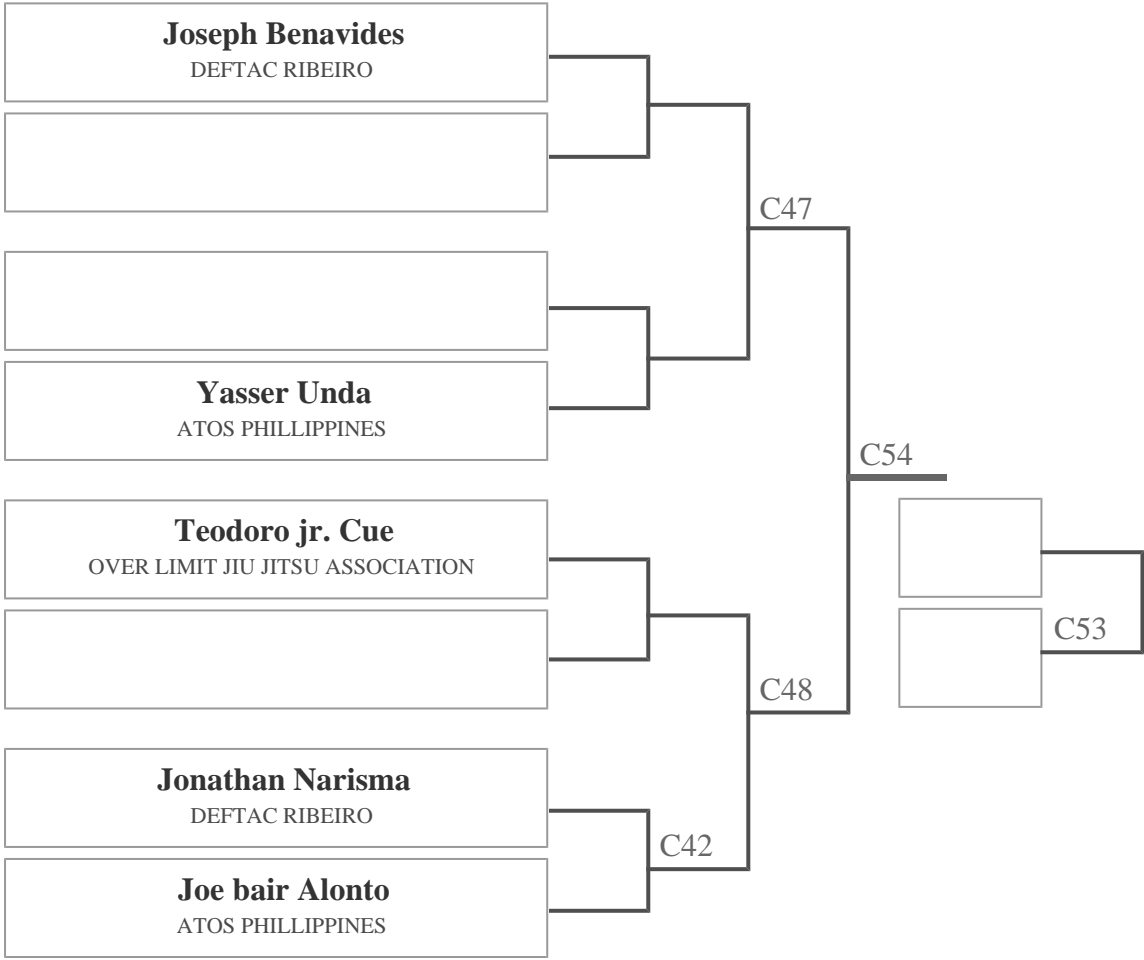 Joseph Benavides
DEFTAC RIBEIRO
C47
Yasser Unda
ATOS PHILLIPPINES
C54
Teodoro jr. Cue
OVER LIMIT JIU JITSU ASSOCIATION
C53
C48
Jonathan Narisma
DEFTAC RIBEIRO
C42
Joe bair Alonto
ATOS PHILLIPPINES